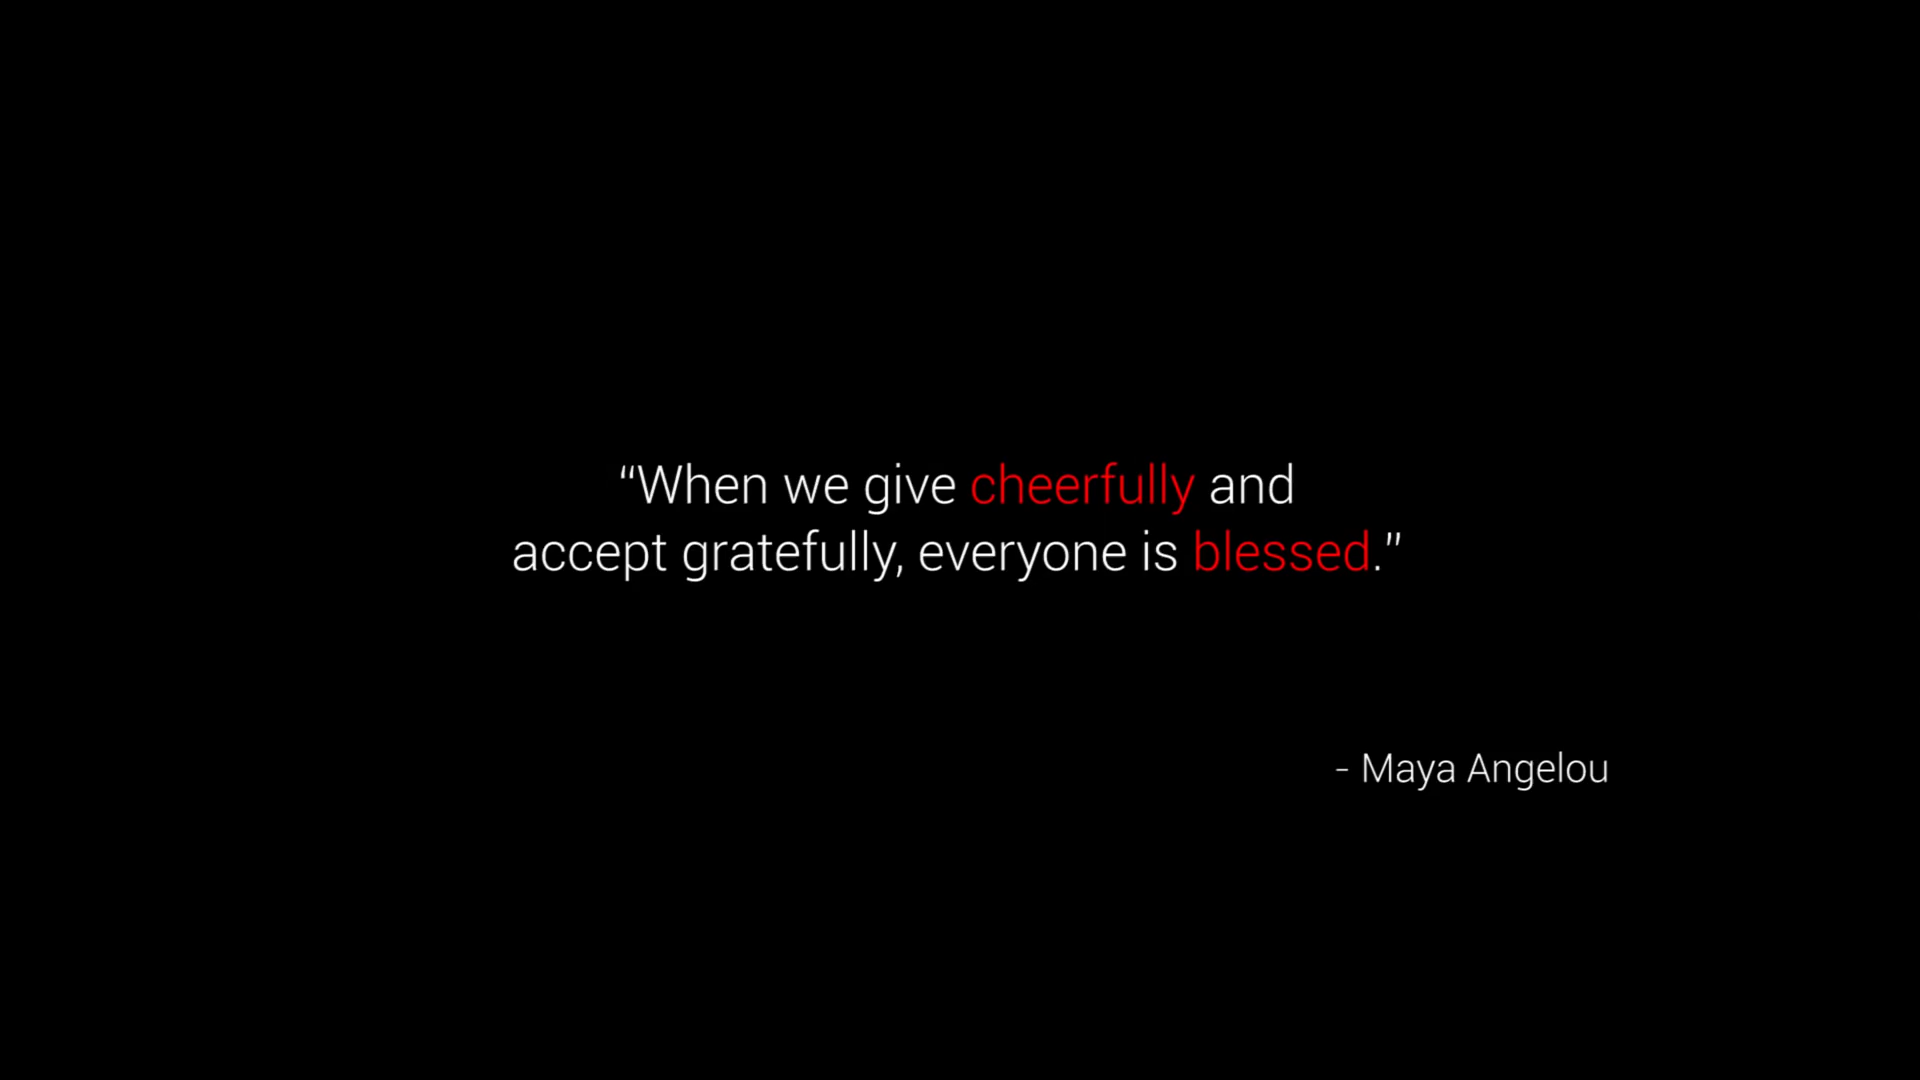 “When we give cheerfully and
accept gratefully, everyone is blessed.”
- Maya Angelou